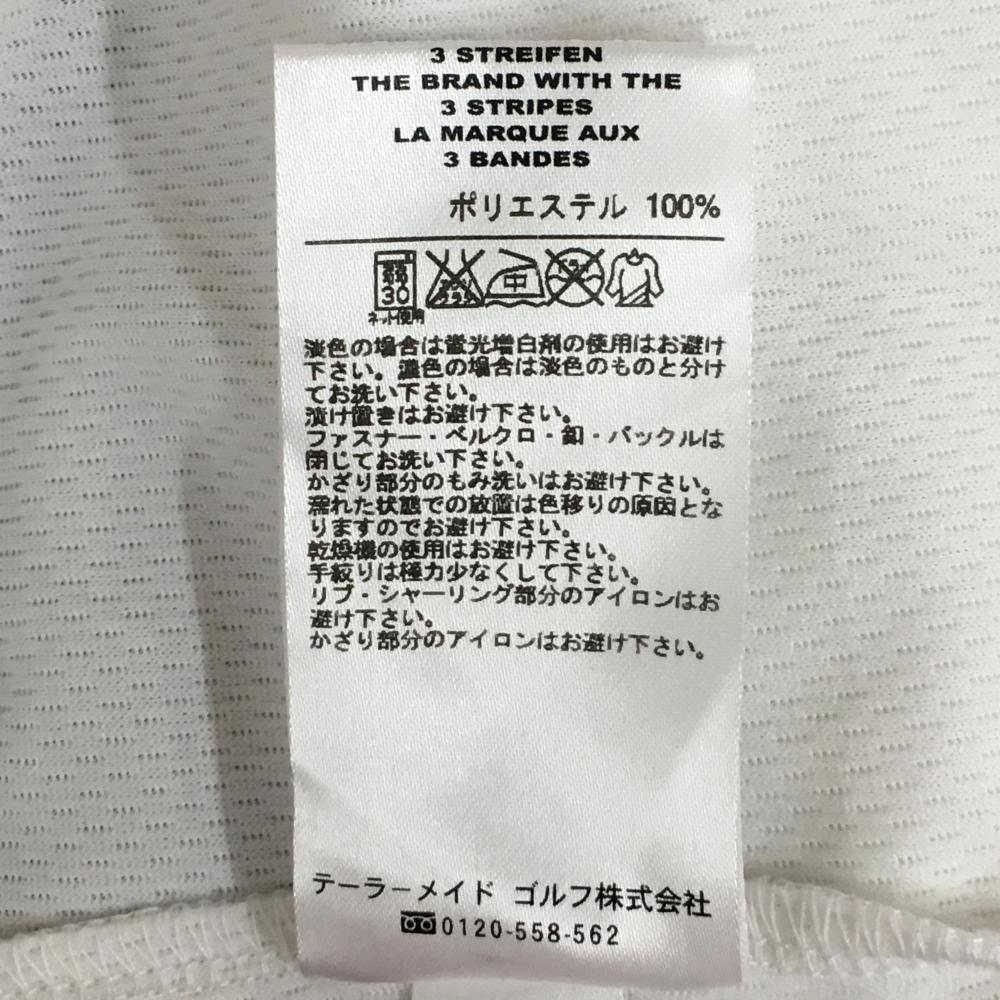 3 STREIFEN
THE BRAND WITH THE
3 STRIPES
LA MARQUE AUX
3 BANDES
ポリエステル 100%
弱 30 中
ネット使用
淡色の場合は蛍光増白剤の使用はお避け
下さい。濃色の場合は淡色のものと分け
てお洗い下さい。
漬け置きはお避け下さい。
ファスナー・ベルクロ・釦・バックルは
閉じてお洗い下さい。
かざり部分のもみ洗いはお避け下さい。
濡れた状態での放置は色移りの原因とな
りますのでお避け下さい。
乾燥機の使用はお避け下さい。
手絞りは極力少なくして下さい。
リブ・シャーリング部分のアイロンはお
避け下さい。
かざり部分のアイロンはお避け下さい。
テーラーメイド ゴルフ株式会社
0120-558-562